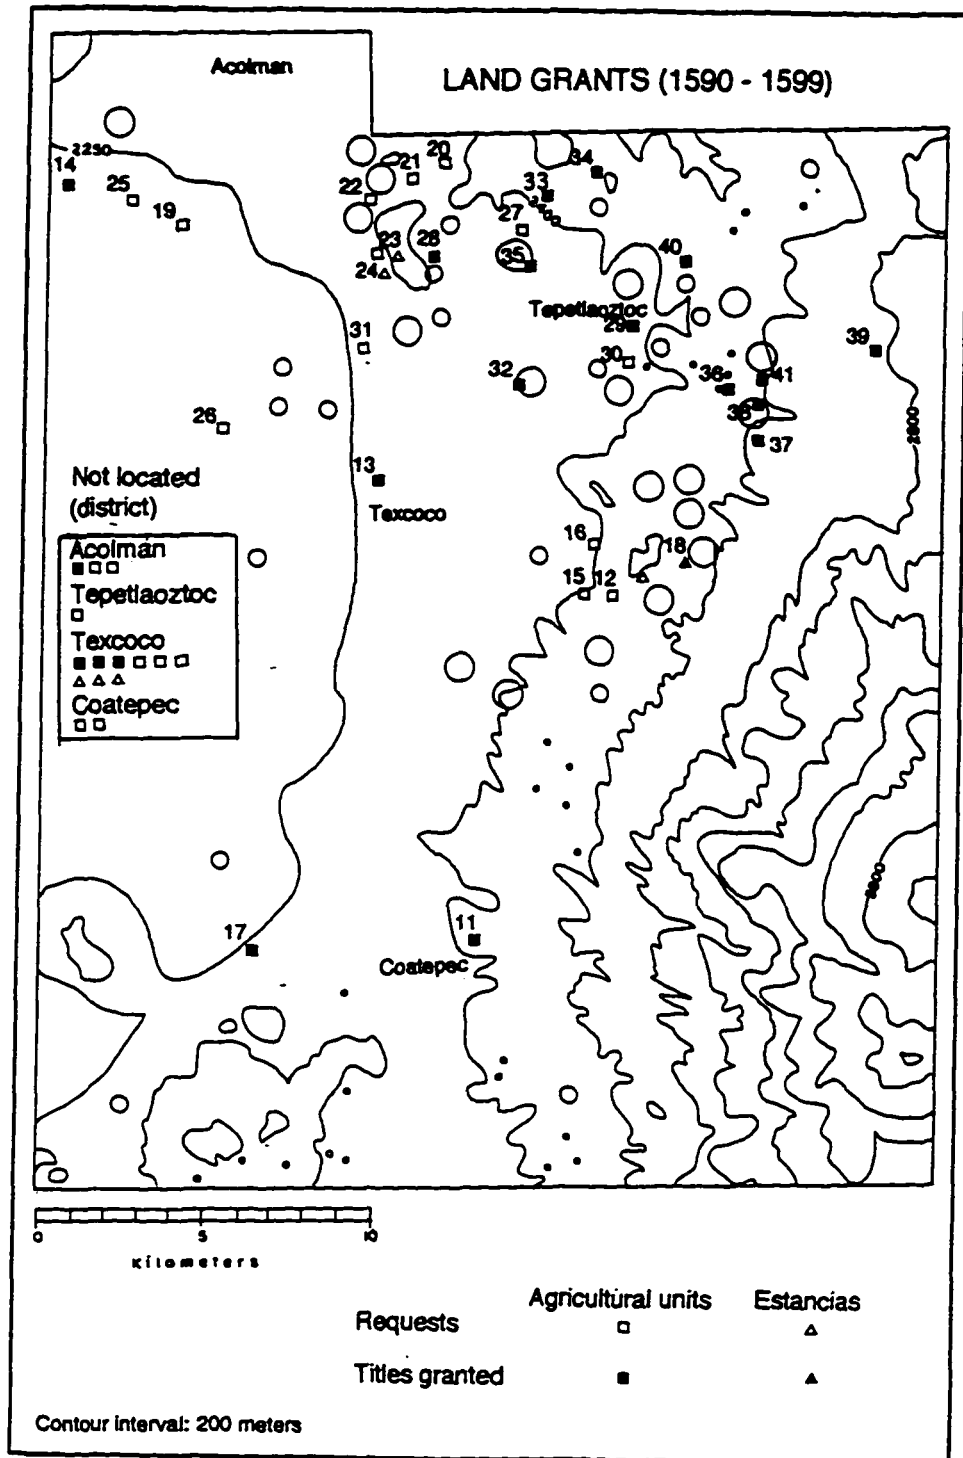 Acolman
LAND GRANTS (1590 - 1599)
2250
14
25
19
20
21
22
23
24
28
33
34
27
35
40
Tepetlaoztoc
29
30
31
32
39
36
41
38
37
26
2800
Not located
(district)
13
Texcoco
16
18
15
12
Acolman
Tepetlaoztoc
Texcoco
Coatepec
17
11
Coatepec
0 5 10
Kilometers
Agricultural units Estancias
Requests
Titles granted
Contour interval: 200 meters